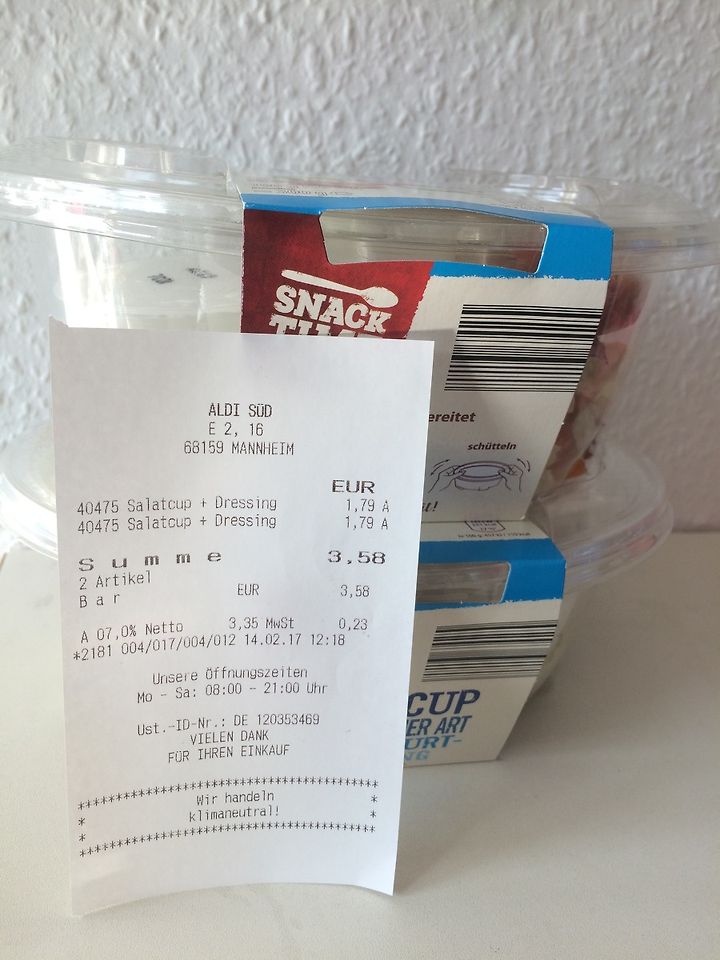 SNACK
ereitet
schütteln
u!
ALDI SÜD
E 2, 16
68159 MANNHEIM
EUR
40475 Salatcup + Dressing 1,79 A
40475 Salatcup + Dressing 1,79 A
Summe 3,58
2 Artikel
Bar EUR 3,58
A 07,0% Netto 3,35 MwSt 0,23
*2181 004/017/004/012 14.02.17 12:18
Unsere Öffnungszeiten
Mo - Sa: 08:00 - 21:00 Uhr
Ust.-ID-Nr.: DE 120353469
VIELEN DANK
FÜR IHREN EINKAUF
****************************************
* Wir handeln *
* klimaneutral! *
****************************************
CUP
ER ART
URT-
NG